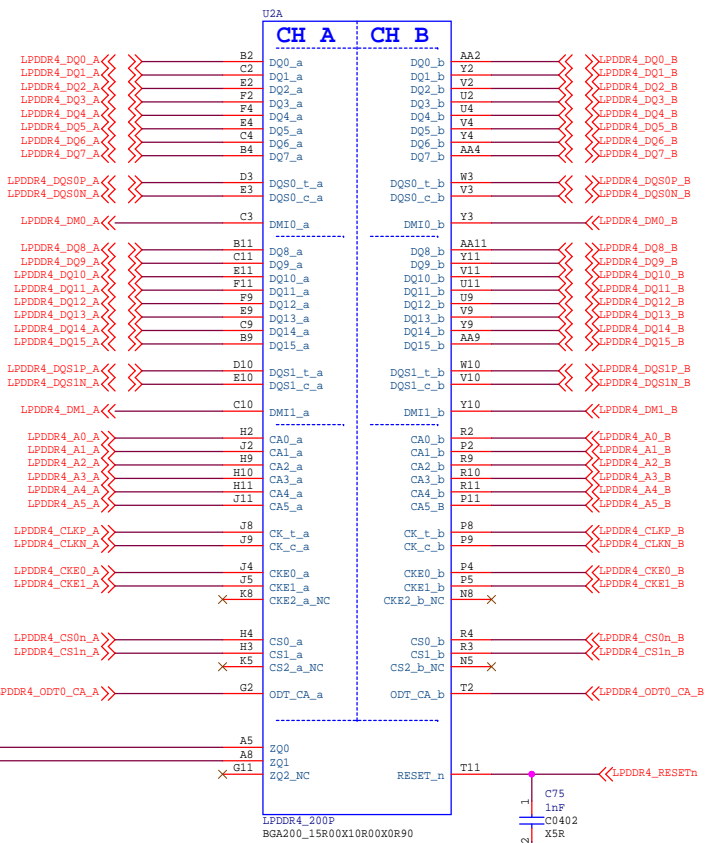 U2A
CH A CH B
LPDDR4_DQ0_A B2 DQ0_a DQ0_b AA2 LPDDR4_DQ0_B
LPDDR4_DQ1_A C2 DQ1_a DQ1_b Y2 LPDDR4_DQ1_B
LPDDR4_DQ2_A E2 DQ2_a DQ2_b V2 LPDDR4_DQ2_B
LPDDR4_DQ3_A F2 DQ3_a DQ3_b U2 LPDDR4_DQ3_B
LPDDR4_DQ4_A F4 DQ4_a DQ4_b U4 LPDDR4_DQ4_B
LPDDR4_DQ5_A E4 DQ5_a DQ5_b V4 LPDDR4_DQ5_B
LPDDR4_DQ6_A C4 DQ6_a DQ6_b Y4 LPDDR4_DQ6_B
LPDDR4_DQ7_A B4 DQ7_a DQ7_b AA4 LPDDR4_DQ7_B
LPDDR4_DQS0P_A D3 DQS0_t_a DQS0_t_b W3 LPDDR4_DQS0P_B
LPDDR4_DQS0N_A E3 DQS0_c_a DQS0_c_b V3 LPDDR4_DQS0N_B
LPDDR4_DM0_A C3 DMI0_a DMI0_b Y3 LPDDR4_DM0_B
LPDDR4_DQ8_A B11 DQ8_a DQ8_b AA11 LPDDR4_DQ8_B
LPDDR4_DQ9_A C11 DQ9_a DQ9_b Y11 LPDDR4_DQ9_B
LPDDR4_DQ10_A E11 DQ10_a DQ10_b V11 LPDDR4_DQ10_B
LPDDR4_DQ11_A F11 DQ11_a DQ11_b U11 LPDDR4_DQ11_B
LPDDR4_DQ12_A F9 DQ12_a DQ12_b U9 LPDDR4_DQ12_B
LPDDR4_DQ13_A E9 DQ13_a DQ13_b V9 LPDDR4_DQ13_B
LPDDR4_DQ14_A C9 DQ14_a DQ14_b Y9 LPDDR4_DQ14_B
LPDDR4_DQ15_A B9 DQ15_a DQ15_b AA9 LPDDR4_DQ15_B
LPDDR4_DQS1P_A D10 DQS1_t_a DQS1_t_b W10 LPDDR4_DQS1P_B
LPDDR4_DQS1N_A E10 DQS1_c_a DQS1_c_b V10 LPDDR4_DQS1N_B
LPDDR4_DM1_A C10 DMI1_a DMI1_b Y10 LPDDR4_DM1_B
LPDDR4_A0_A H2 CA0_a CA0_b R2 LPDDR4_A0_B
LPDDR4_A1_A J2 CA1_a CA1_b P2 LPDDR4_A1_B
LPDDR4_A2_A H9 CA2_a CA2_b R9 LPDDR4_A2_B
LPDDR4_A3_A H10 CA3_a CA3_b R10 LPDDR4_A3_B
LPDDR4_A4_A H11 CA4_a CA4_b R11 LPDDR4_A4_B
LPDDR4_A5_A J11 CA5_a CA5_B P11 LPDDR4_A5_B
LPDDR4_CLKP_A J8 CK_t_a CK_t_b P8 LPDDR4_CLKP_B
LPDDR4_CLKN_A J9 CK_c_a CK_c_b P9 LPDDR4_CLKN_B
LPDDR4_CKE0_A J4 CKE0_a CKE0_b P4 LPDDR4_CKE0_B
LPDDR4_CKE1_A J5 CKE1_a CKE1_b P5 LPDDR4_CKE1_B
K8 CKE2_a_NC CKE2_b_NC N8
LPDDR4_CS0n_A H4 CS0_a CS0_b R4 LPDDR4_CS0n_B
LPDDR4_CS1n_A H3 CS1_a CS1_b R3 LPDDR4_CS1n_B
K5 CS2_a_NC CS2_b_NC N5
PDDR4_ODT0_CA_A G2 ODT_CA_a ODT_CA_b T2 LPDDR4_ODT0_CA_B
A5 ZQ0
A8 ZQ1
G11 ZQ2_NC RESET_n T11 LPDDR4_RESETn
1 C75
1nF
LPDDR4_200P C0402
BGA200_15R00X10R00X0R90 2 X5R